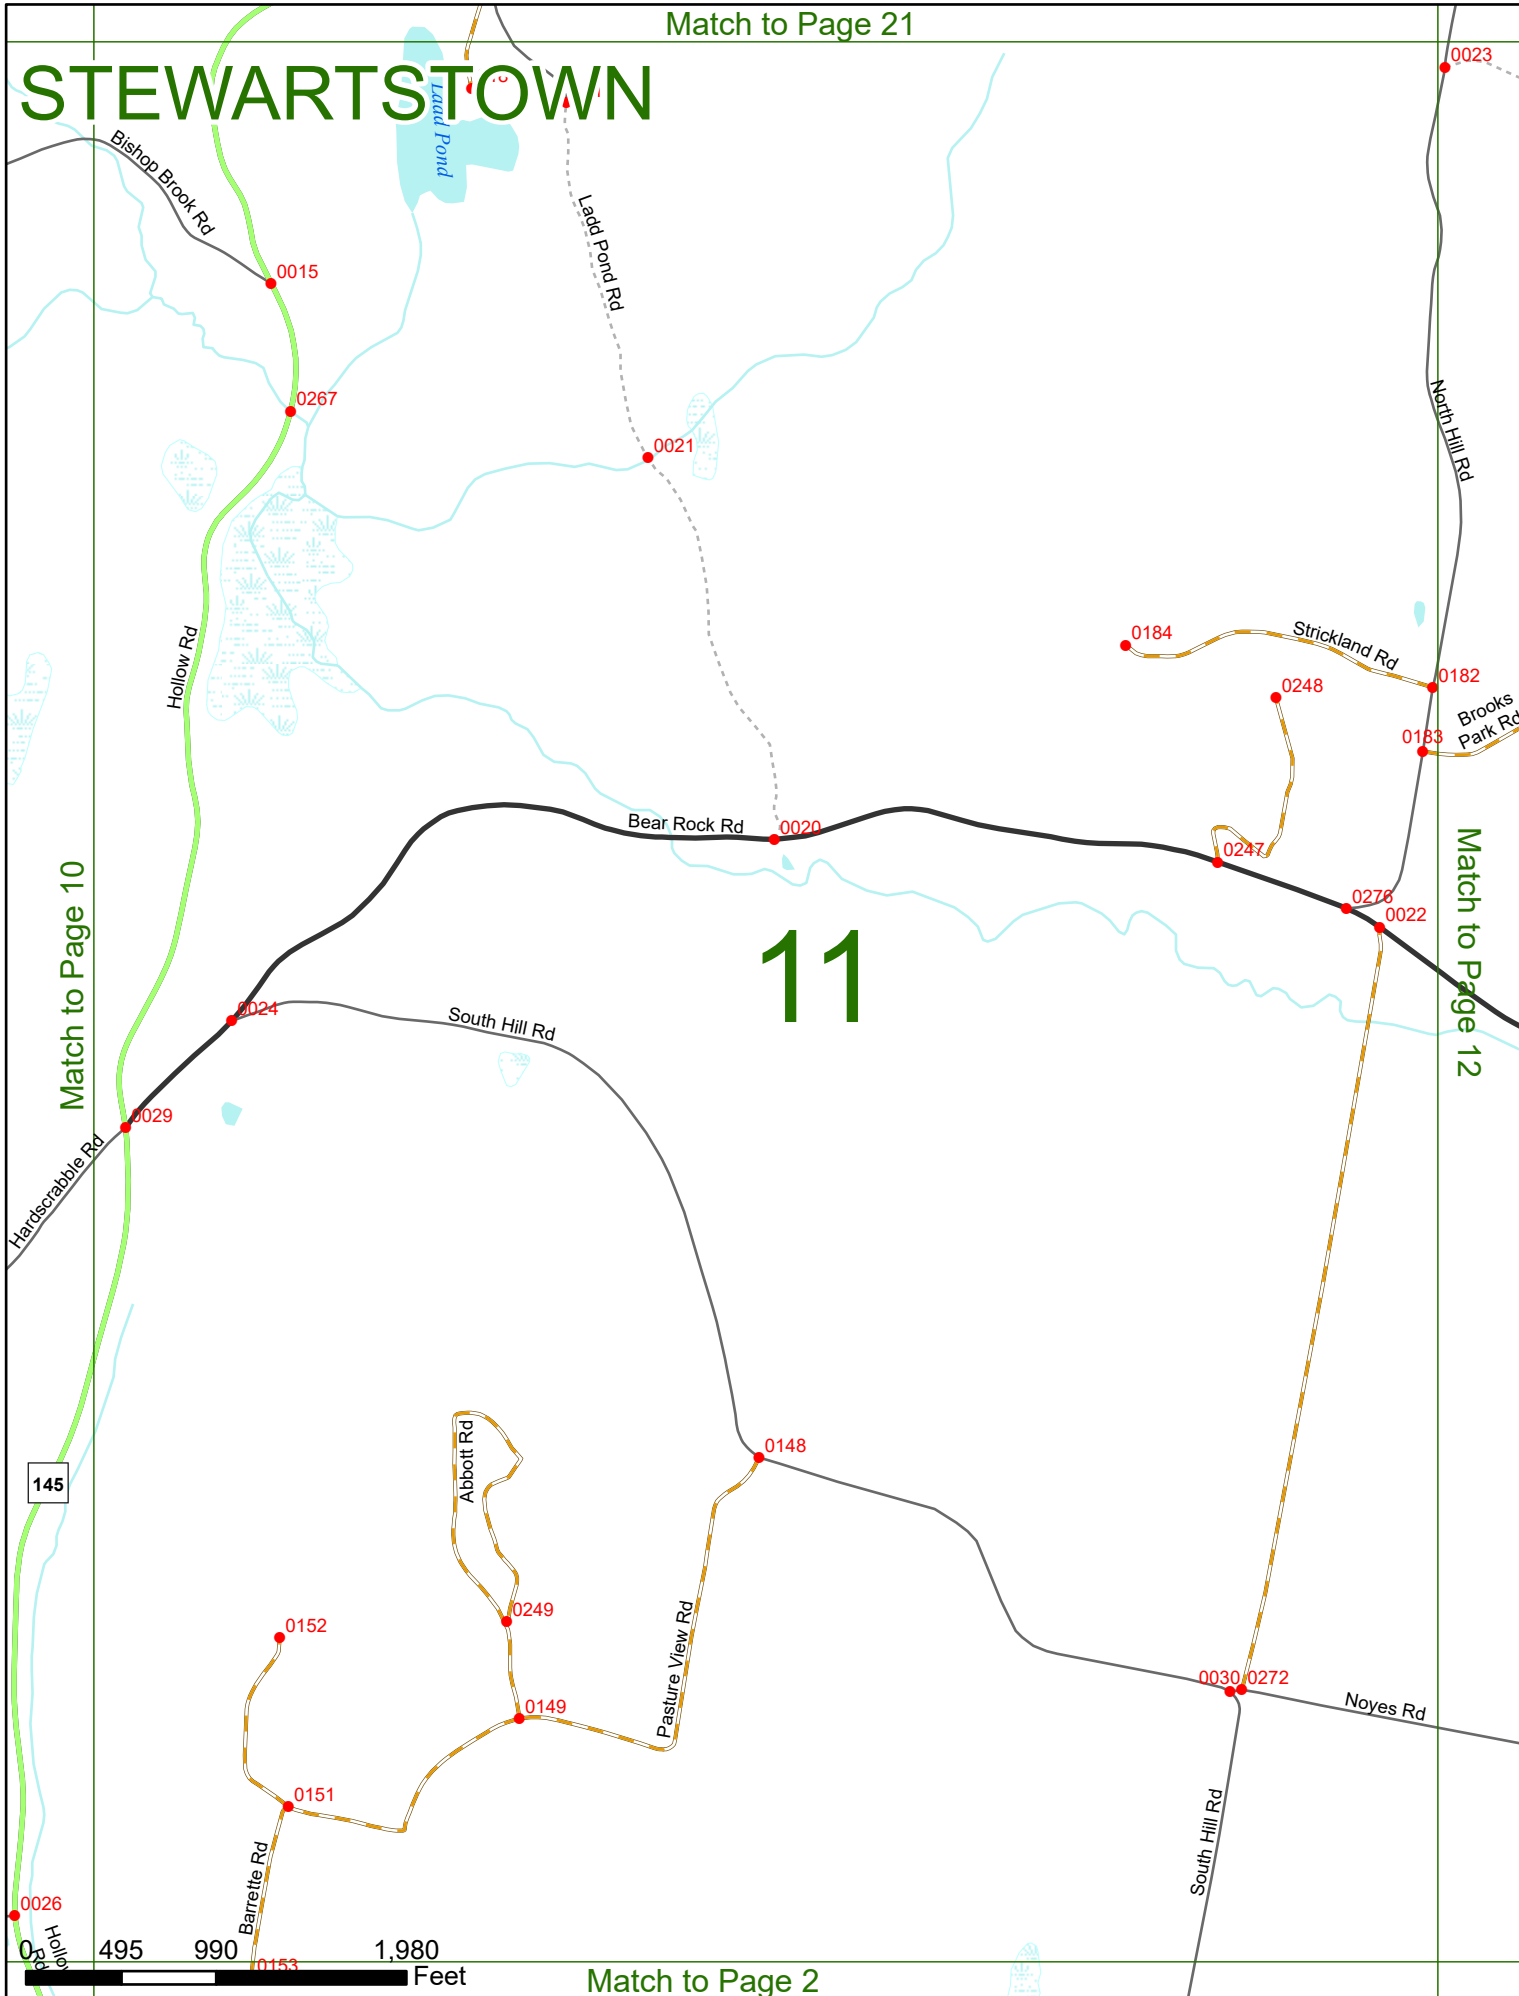 Match to Page 21
STEWARTSTOWN
Ladd Pond
0023
Bishop Brook Rd
Ladd Pond Rd
0015
0267
North Hill Rd
0021
Hollow Rd
0184
Strickland Rd
0182
0248
Brooks
Park Rd
0183
Bear Rock Rd
0020
0247
Match to Page 10
Match to Page 12
0276
0022
11
0024
South Hill Rd
0029
Hardscrabble Rd
0148
Abbott Rd
145
0249
0152
Pasture View Rd
0030
0272
0149
Noyes Rd
0151
South Hill Rd
Barrette Rd
0026
Hollow
Rd
0 495 990 1,980
Feet
0153
Match to Page 2